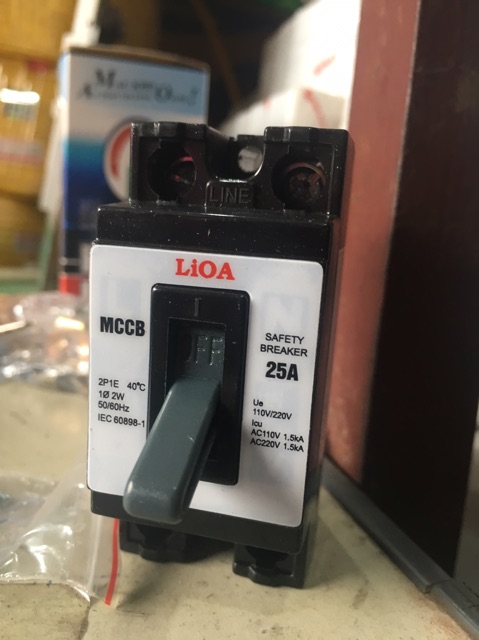 LINE
LiOA
I
MCCB
OFF
SAFETY
BREAKER
25A
2P1E 40°C
1Ø 2W
50/60Hz
IEC 60898-1
Ue
110V/220V
Icu
AC110V 1.5kA
AC220V 1.5kA